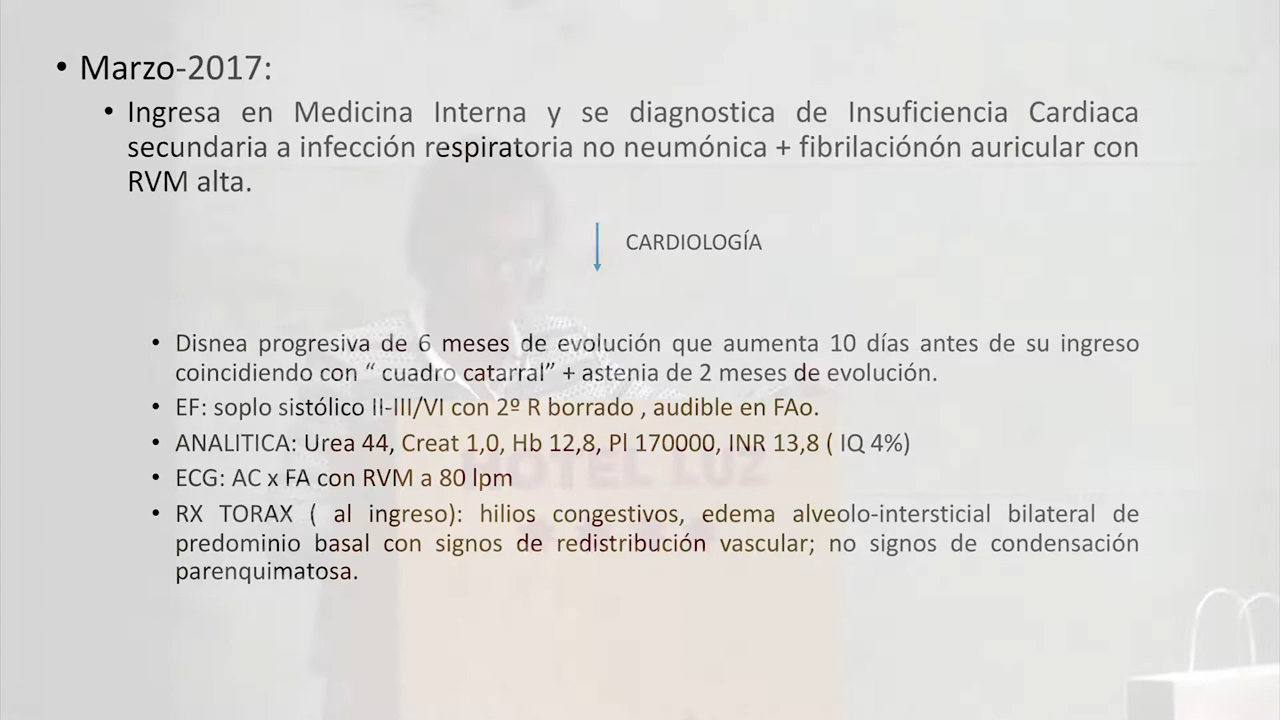 • Marzo-2017:
• Ingresa en Medicina Interna y se diagnostica de Insuficiencia Cardiaca
secundaria a infección respiratoria no neumónica + fibrilaciónón auricular con
RVM alta.
CARDIOLOGÍA
• Disnea progresiva de 6 meses de evolución que aumenta 10 días antes de su ingreso
coincidiendo con “ cuadro catarral” + astenia de 2 meses de evolución.
• EF: soplo sistólico II-III/VI con 2º R borrado , audible en FAo.
• ANALITICA: Urea 44, Creat 1,0, Hb 12,8, Pl 170000, INR 13,8 ( IQ 4%)
HOTEL LUZ
• ECG: AC x FA con RVM a 80 lpm
• RX TORAX ( al ingreso): hilios congestivos, edema alveolo-intersticial bilateral de
predominio basal con signos de redistribución vascular; no signos de condensación
parenquimatosa.